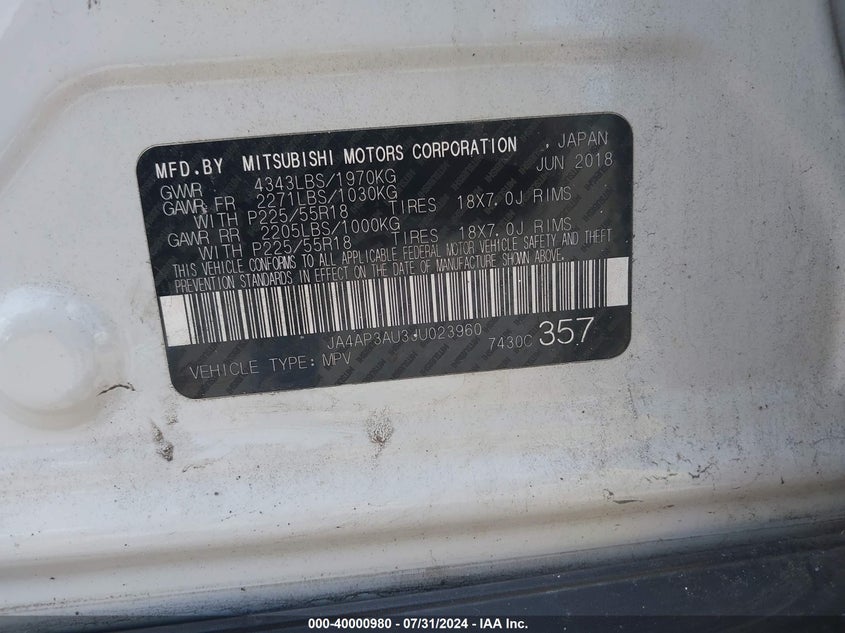 MFD.BY MITSUBISHI MOTORS CORPORATION , JAPAN
GVWR 4343LBS/1970KG JUN 2018
GAWR FR 2271LBS/1030KG
WITH P225/55R18 TIRES 18X7.0J RIMS
GAWR RR 2205LBS/1000KG
WITH P225/55R18 TIRES 18X7.0J RIMS
THIS VEHICLE CONFORMS TO ALL APPLICABLE FEDERAL MOTOR VEHICLE SAFETY AND THEFT
PREVENTION STANDARDS IN EFFECT ON THE DATE OF MANUFACTURE SHOWN ABOVE.
JA4AP3AU3JU023960
VEHICLE TYPE: MPV 7430C 357
000-40000980 - 07/31/2024 - IAA Inc.